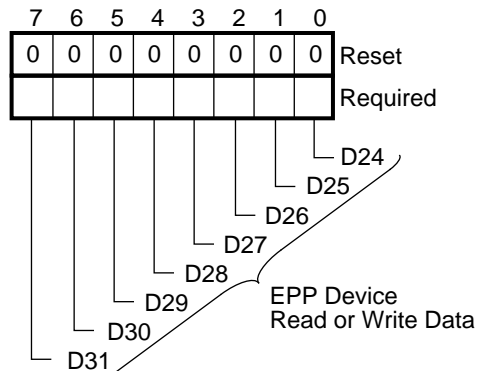 7 6 5 4 3 2 1 0
0 0 0 0 0 0 0 0 Reset
Required
D24
D25
D26
D27
D28
D29
D30
D31
EPP Device
Read or Write Data